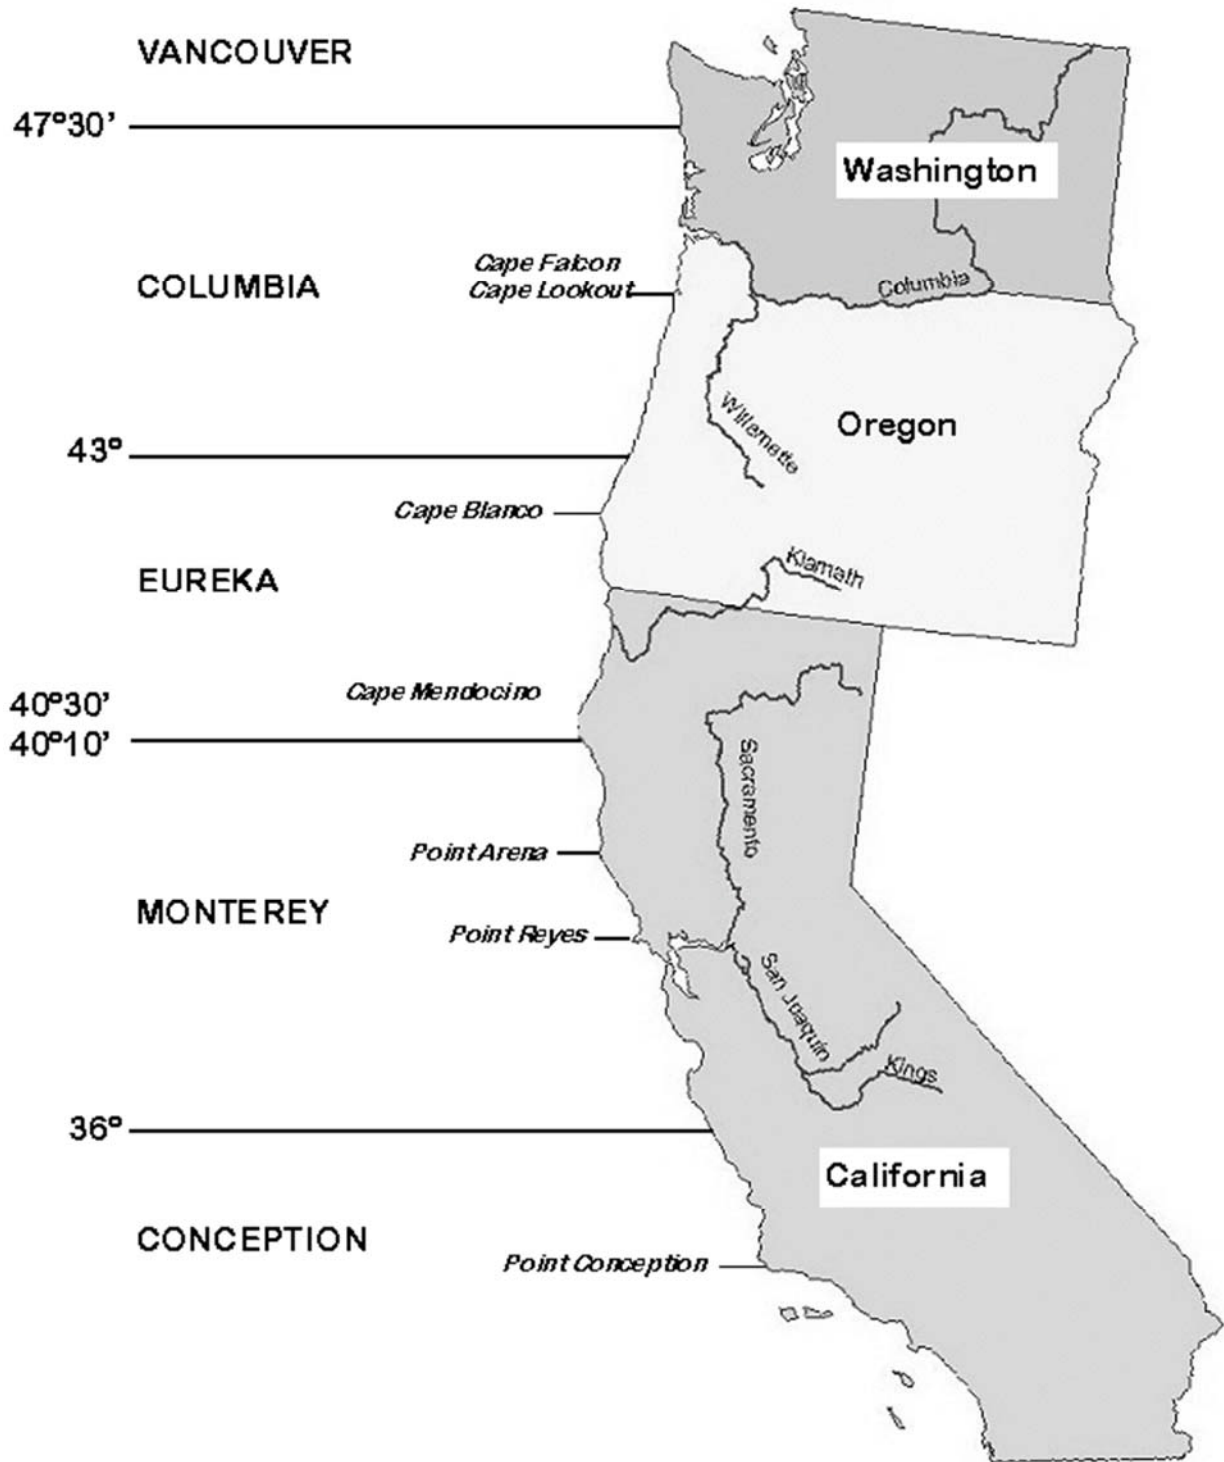 VANCOUVER
47°30'
Washington
Cape Falcon
COLUMBIA
Cape Lookout
Columbia
Willamette
Oregon
43°
Cape Blanco
Klamath
EUREKA
Cape Mendocino
40°30'
40°10'
Sacramento
Point Arena
MONTEREY
Point Reyes
San Joaquin
Kings
36°
California
CONCEPTION
Point Conception